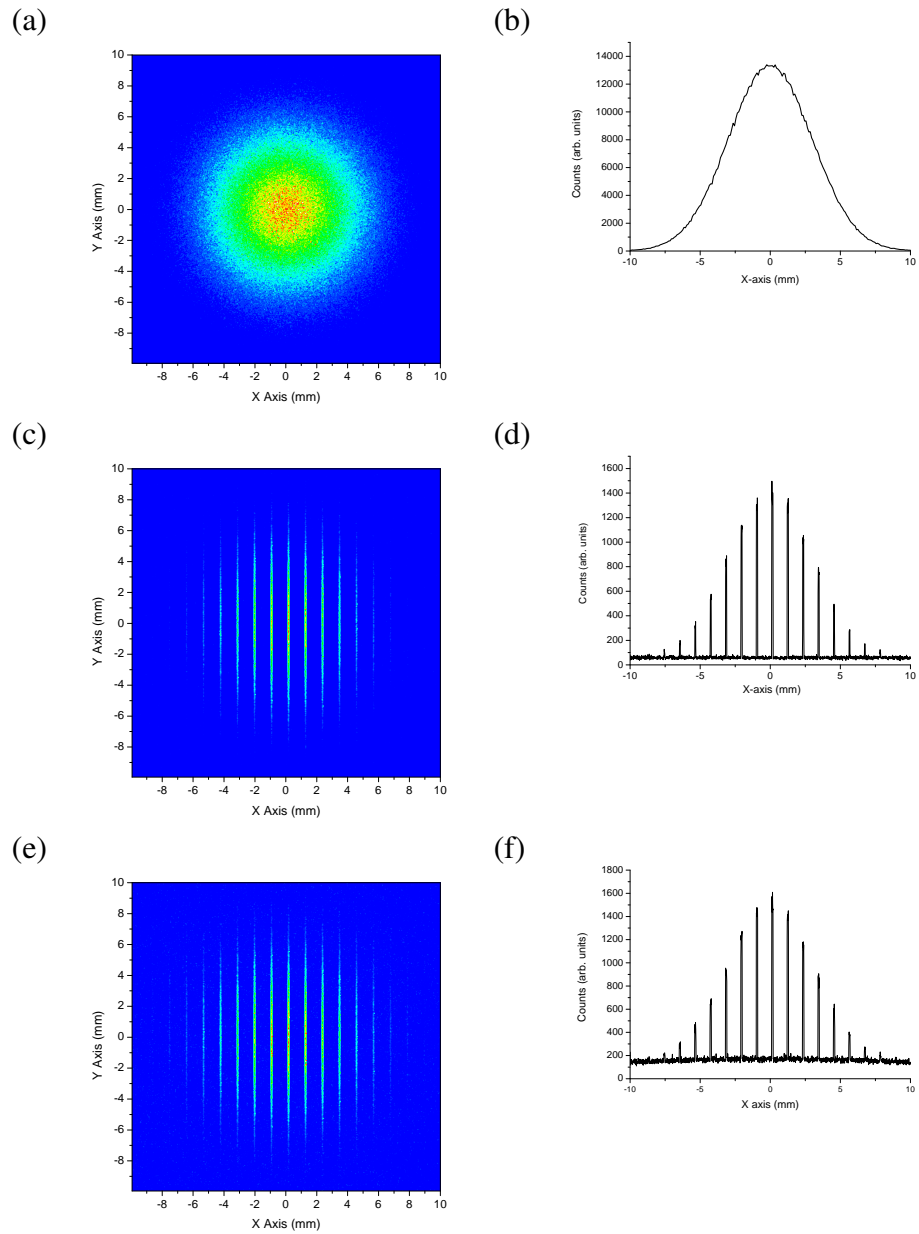 (a)
10
8
6
4
2
0
-2
-4
-6
-8
-8 -6 -4 -2 0 2 4 6 8 10
X Axis (mm)
Y Axis (mm)
(b)
14000
12000
10000
8000
6000
4000
2000
0
-10 -5 0 5 10
X-axis (mm)
Counts (arb. units)
(c)
10
8
6
4
2
0
-2
-4
-6
-8
-8 -6 -4 -2 0 2 4 6 8 10
X Axis (mm)
Y Axis (mm)
(d)
1600
1400
1200
1000
800
600
400
200
0
-10 -5 0 5 10
X-axis (mm)
Counts (arb. units)
(e)
10
8
6
4
2
0
-2
-4
-6
-8
-8 -6 -4 -2 0 2 4 6 8 10
X Axis (mm)
Y Axis (mm)
(f)
1800
1600
1400
1200
1000
800
600
400
200
0
-10 -5 0 5 10
X axis (mm)
Counts (arb. units)